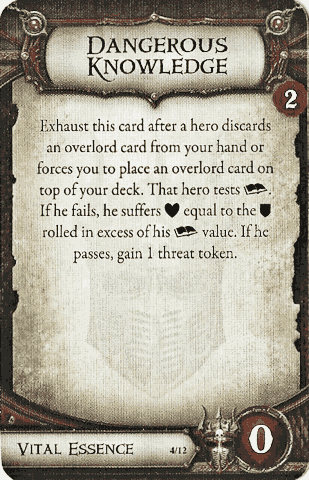 DANGEROUS
KNOWLEDGE
2
Exhaust this card after a hero discards
an overlord card from your hand or
forces you to place an overlord card on
top of your deck. That hero tests .
If he fails, he suffers ♥ equal to the
rolled in excess of his value. If he
passes, gain 1 threat token.
VITAL ESSENCE 4/12 0